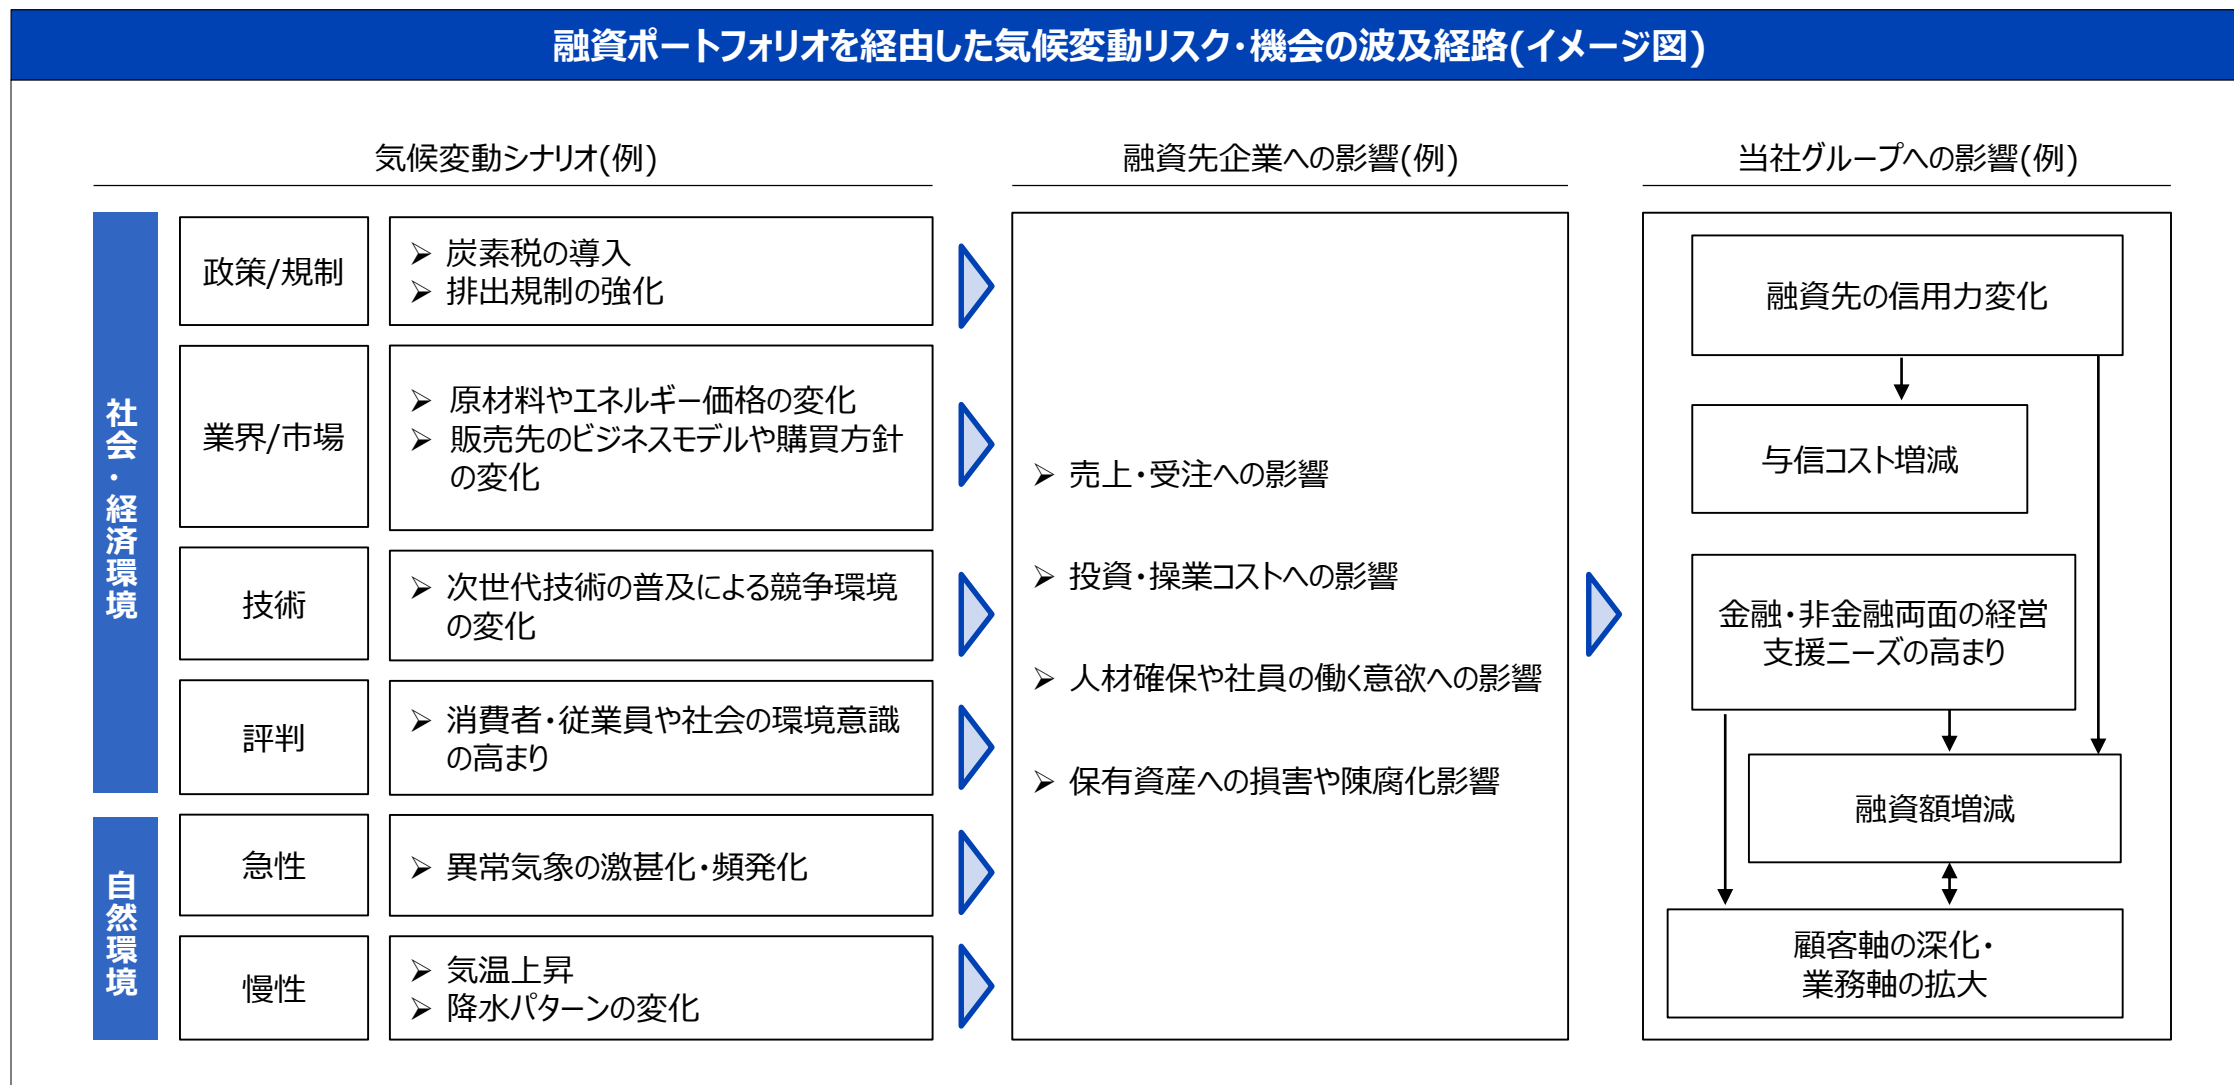 融資ポートフォリオを経由した気候変動リスク・機会の波及経路(イメージ図)
気候変動シナリオ(例)
融資先企業への影響(例)
当社グループへの影響(例)
社会・経済環境
政策/規制
➢ 炭素税の導入
➢ 排出規制の強化
業界/市場
➢ 原材料やエネルギー価格の変化
➢ 販売先のビジネスモデルや購買方針
の変化
技術
➢ 次世代技術の普及による競争環境
の変化
評判
➢ 消費者・従業員や社会の環境意識
の高まり
自然環境
急性
➢ 異常気象の激甚化・頻発化
慢性
➢ 気温上昇
➢ 降水パターンの変化
➢ 売上・受注への影響
➢ 投資・操業コストへの影響
➢ 人材確保や社員の働く意欲への影響
➢ 保有資産への損害や陳腐化影響
融資先の信用力変化
与信コスト増減
金融・非金融両面の経営
支援ニーズの高まり
融資額増減
顧客軸の深化・
業務軸の拡大